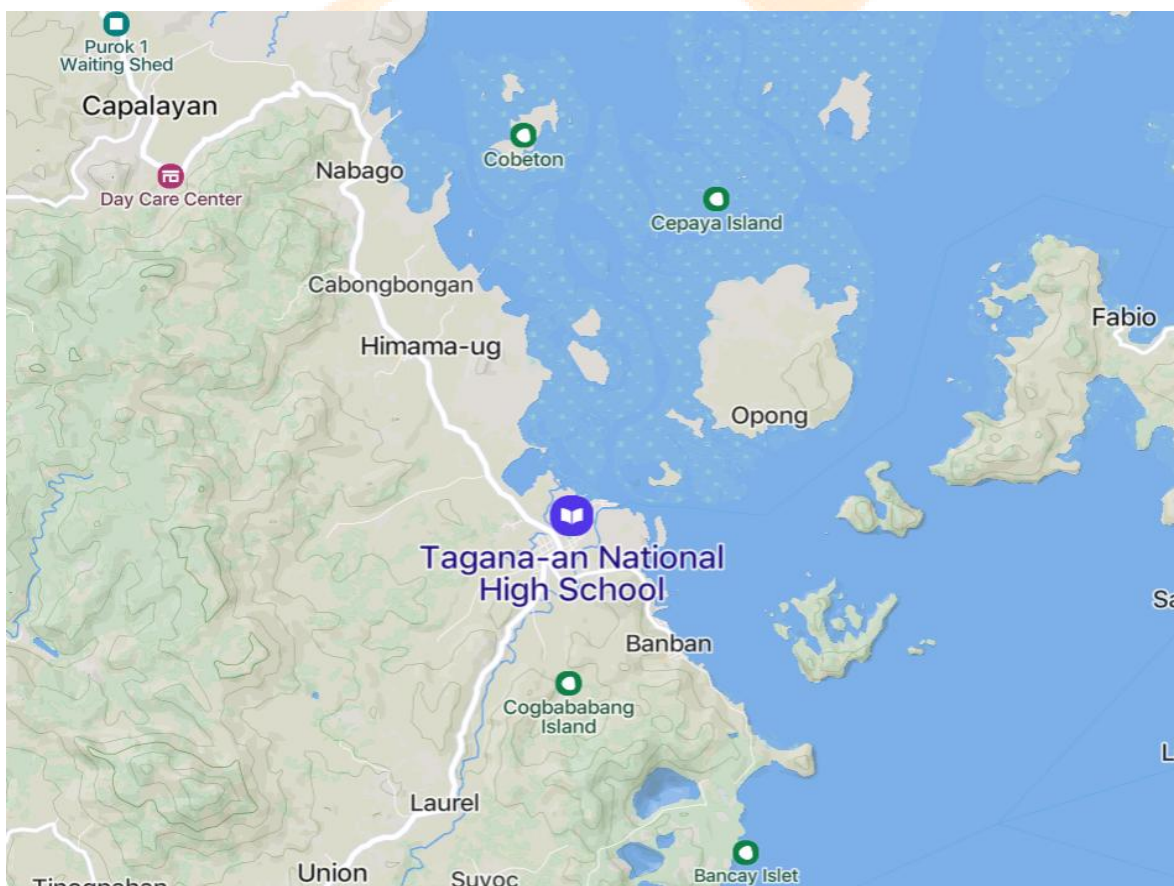 Purok 1
Waiting Shed
Capalayan
Cobeton
Nabago
Day Care Center
Cepaya Island
Cabongbongan
Fabio
Himama-ug
Opong
Tagana-an National
High School
Sa
Banban
Cogbababang
Island
L
Laurel
Union
Suyoc
Bancay Islet